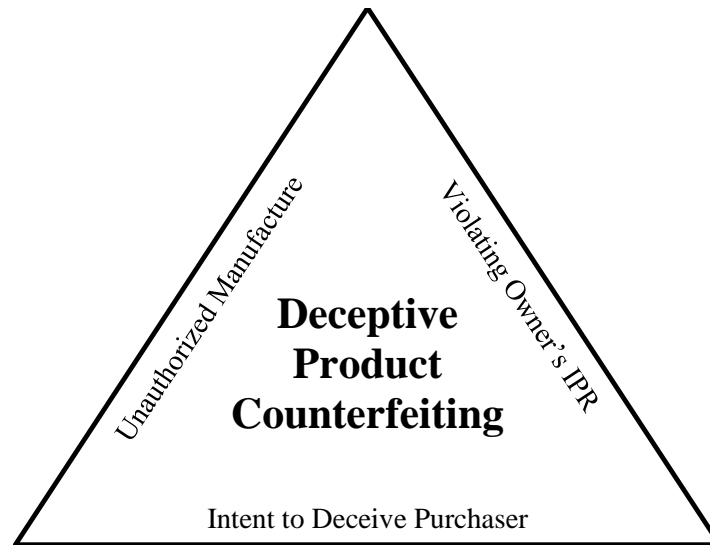 Unauthorized Manufacture
Violating Owner’s IPR
Deceptive
Product
Counterfeiting
Intent to Deceive Purchaser